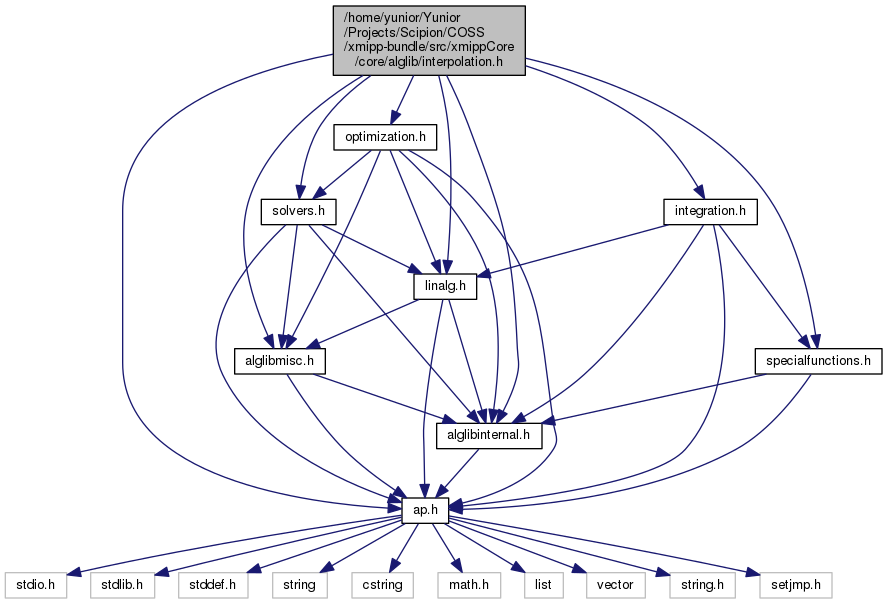 /home/yunior/Yunior
/Projects/Scipion/COSS
/xmipp-bundle/src/xmippCore
/core/alglib/interpolation.h
optimization.h
solvers.h
integration.h
linalg.h
alglibmisc.h
specialfunctions.h
alglibinternal.h
ap.h
stdio.h
stdlib.h
stddef.h
string
cstring
math.h
list
vector
string.h
setjmp.h